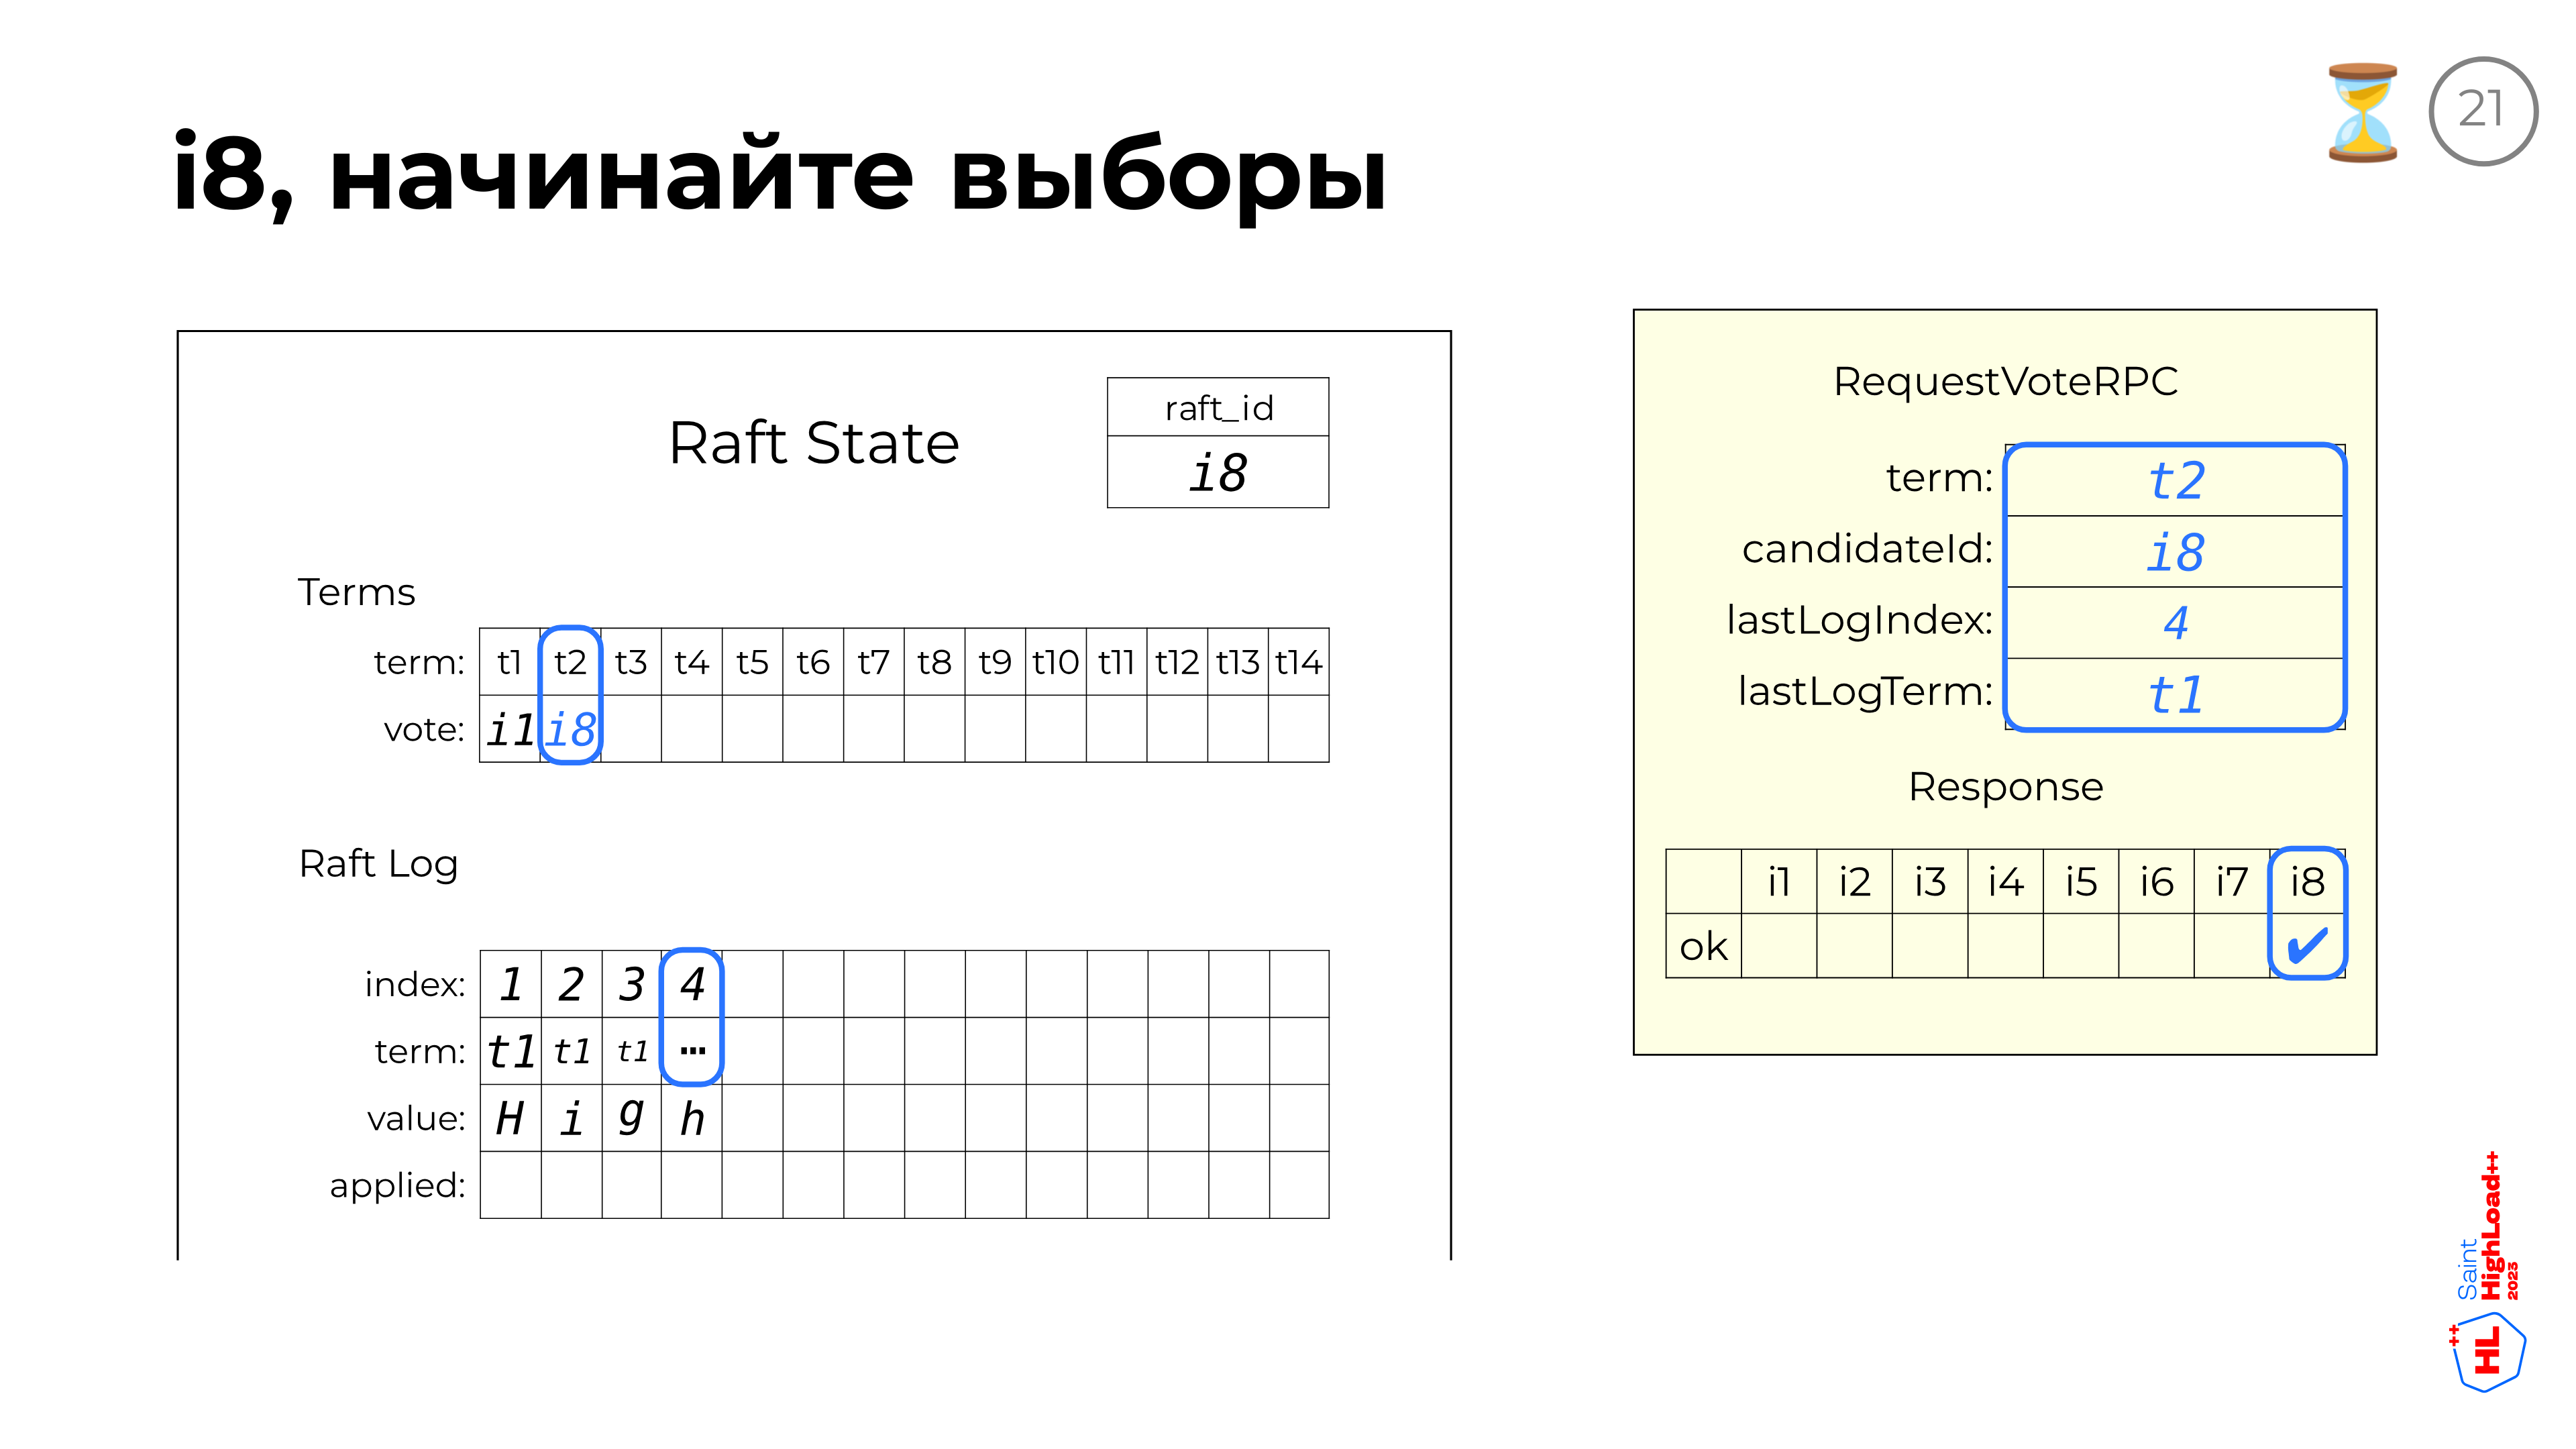 21
i8, начинайте выборы
Raft State
raft_id
i8
Terms
term: t1 t2 t3 t4 t5 t6 t7 t8 t9 t10 t11 t12 t13 t14
vote: i1 i8
Raft Log
index: 1 2 3 4
term: t1 t1 t1 …
value: H i g h
applied:
RequestVoteRPC
term: t2
candidateId: i8
lastLogIndex: 4
lastLogTerm: t1
Response
i1 i2 i3 i4 i5 i6 i7 i8
ok ✔
Saint
HighLoad++
2023
HL++